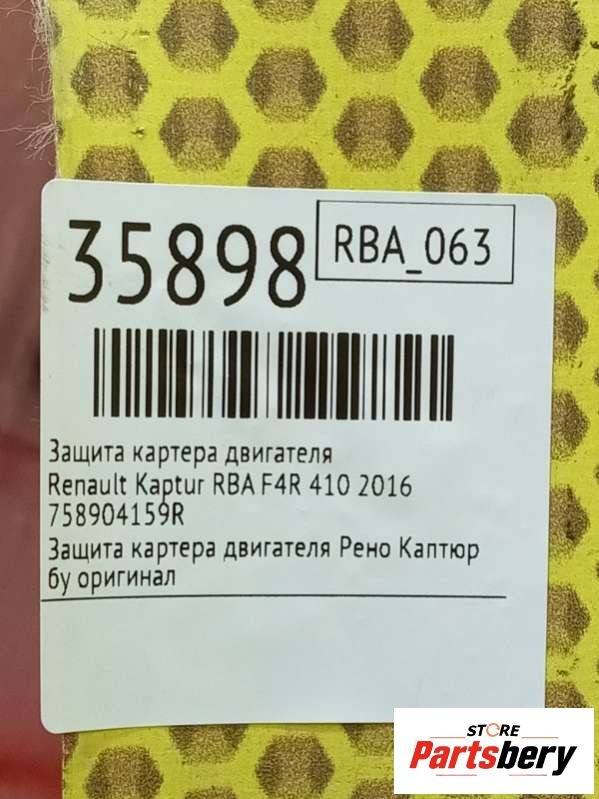 35898
RBA_063
Защита картера двигателя
Renault Kaptur RBA F4R 410 2016
758904159R
Защита картера двигателя Рено Каптюр
бу оригинал
STORE
Partsbery